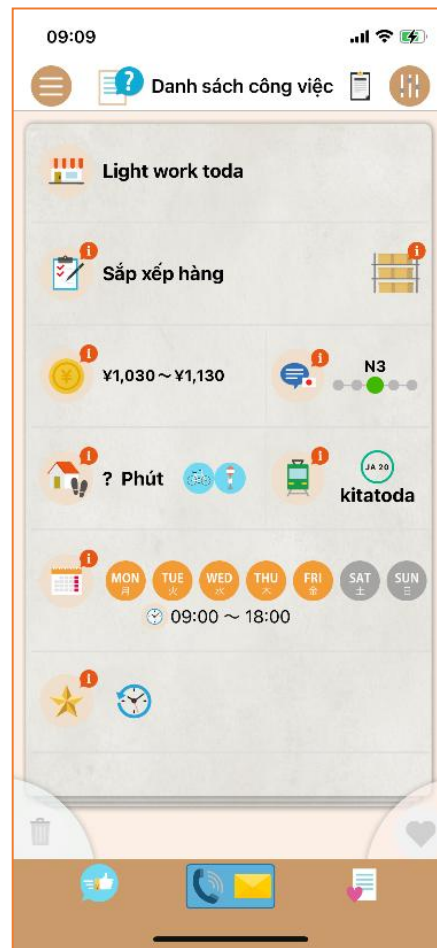 09:09
? Danh sách công việc
Light work toda
Sắp xếp hàng
¥1,030～¥1,130
N3
? Phút
JA 20
kitatoda
MON TUE WED THU FRI SAT SUN
月 火 水 木 金 土 日
09:00 ～ 18:00